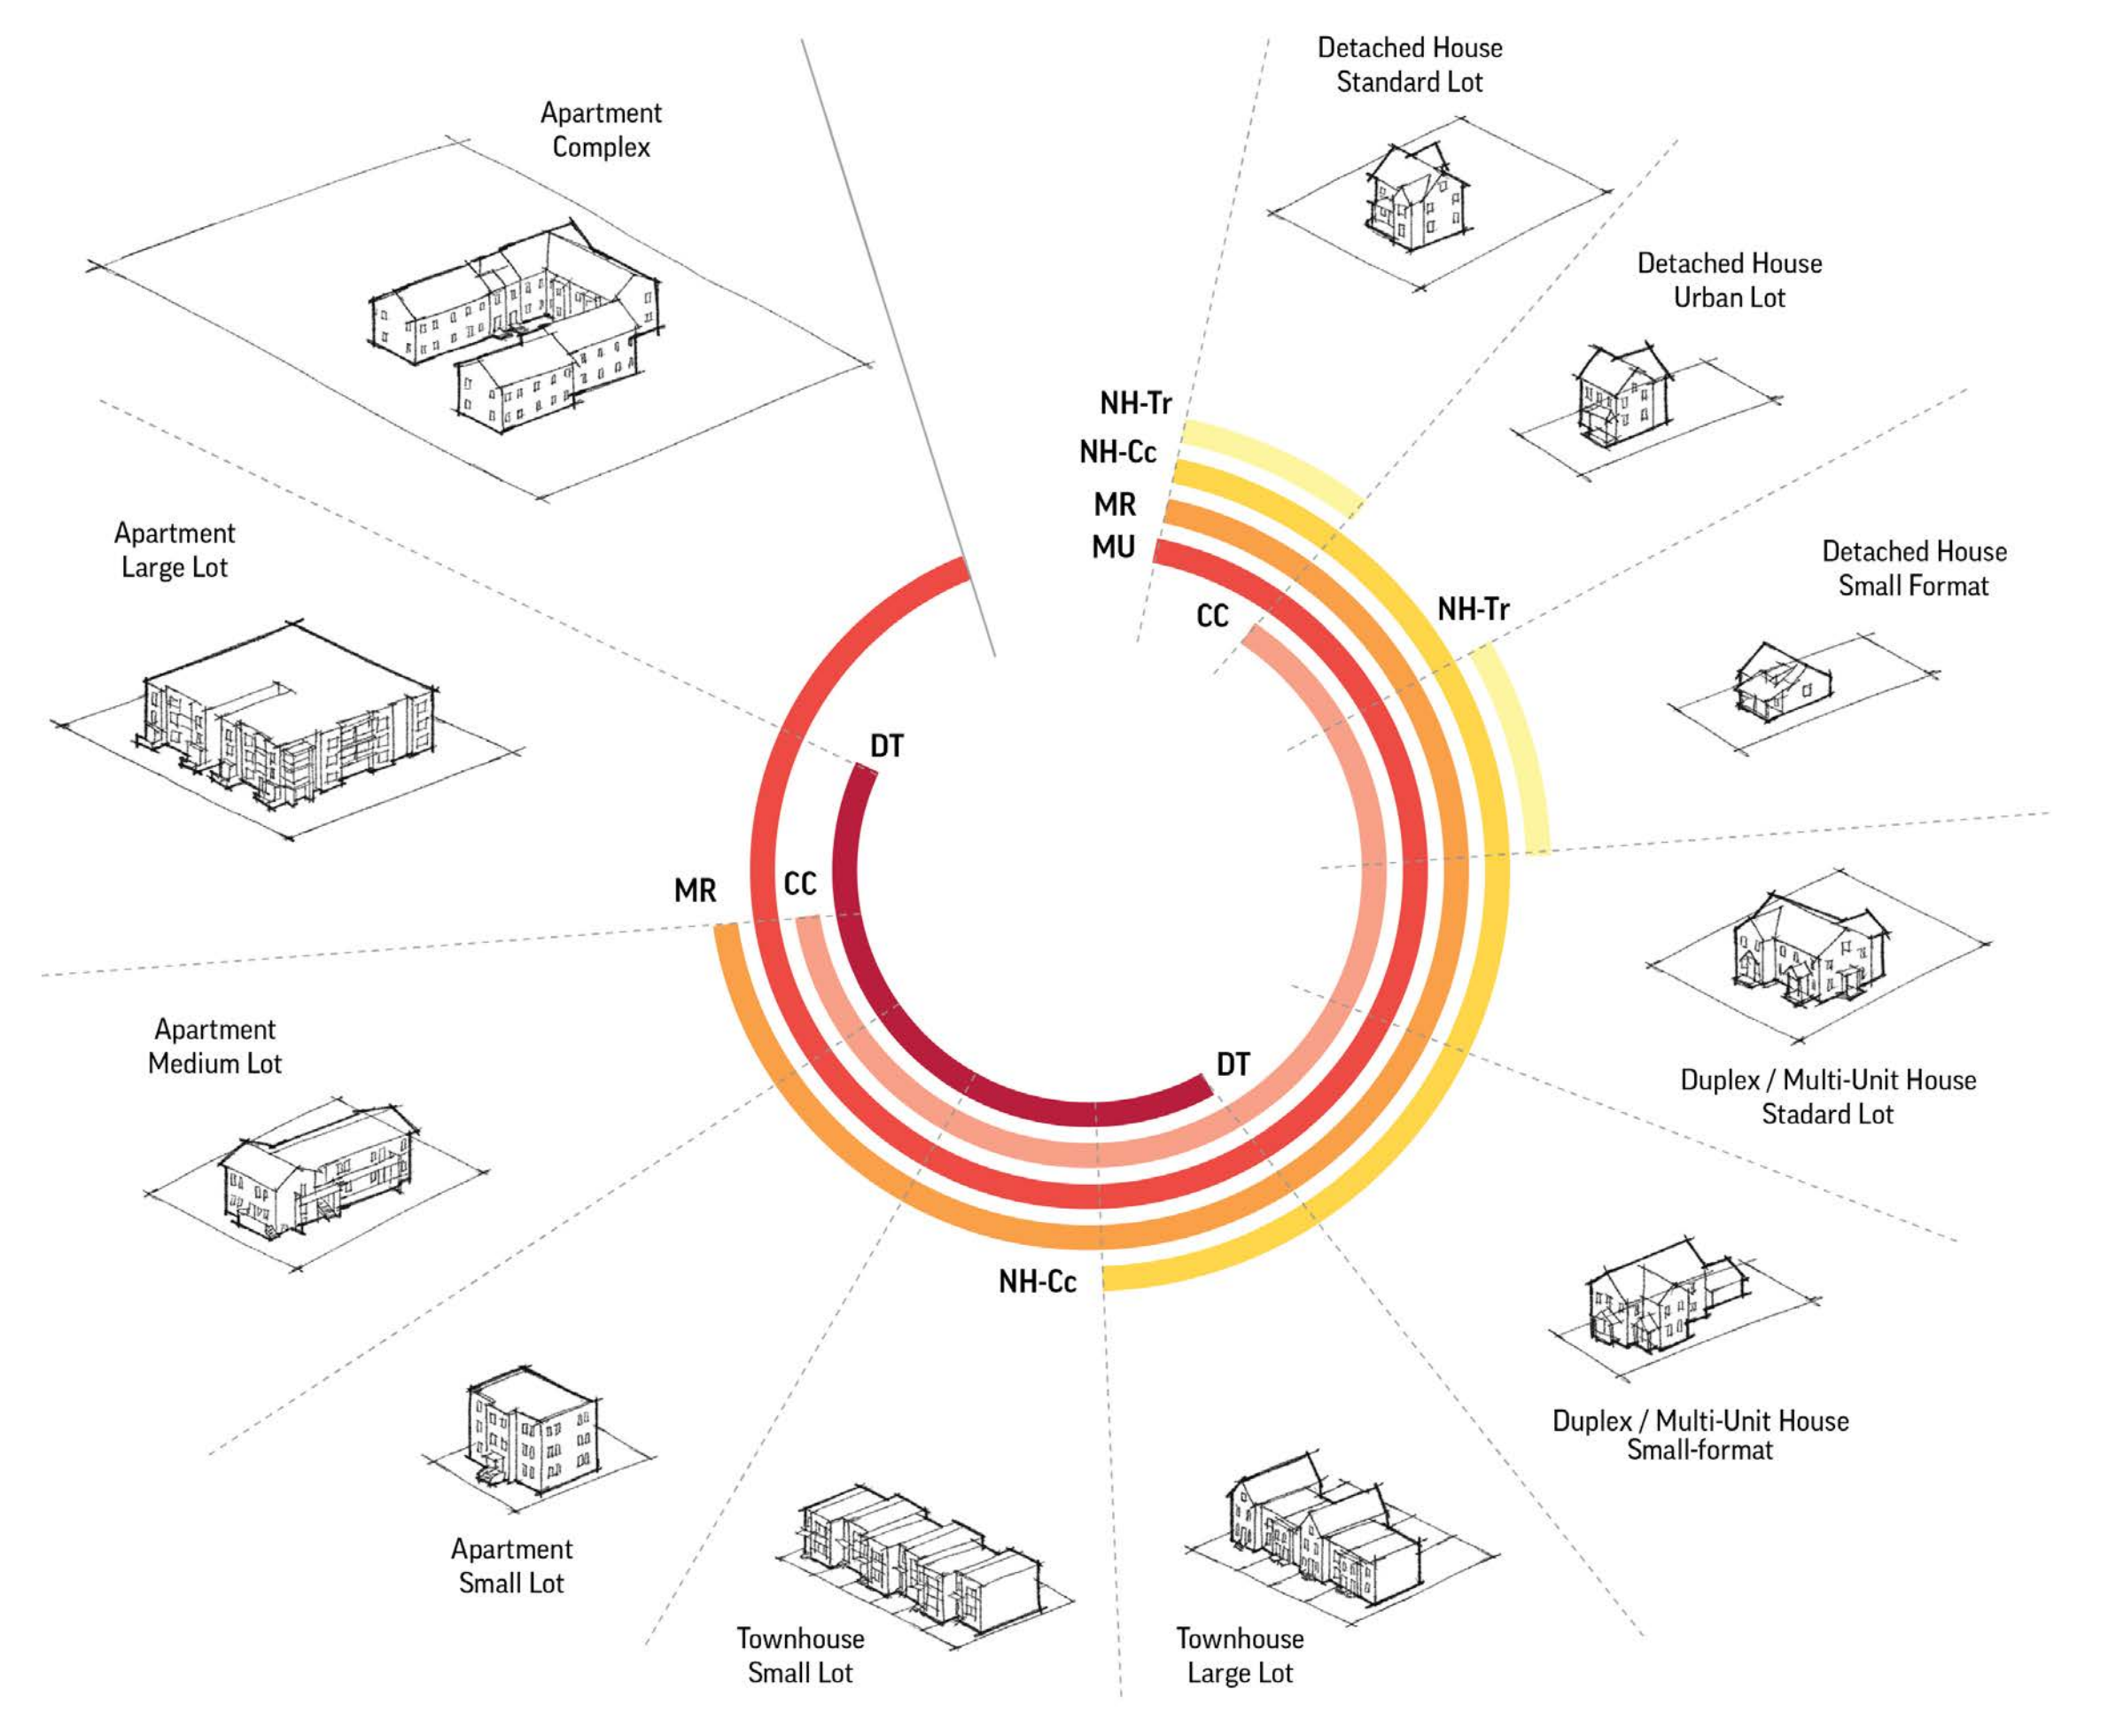 Detached House
Standard Lot
Apartment
Complex
Detached House
Urban Lot
NH-Tr
NH-Cc
MR
MU
CC
Apartment
Large Lot
Detached House
Small Format
NH-Tr
DT
MR
CC
Apartment
Medium Lot
DT
Duplex / Multi-Unit House
Stadard Lot
NH-Cc
Duplex / Multi-Unit House
Small-format
Apartment
Small Lot
Townhouse
Small Lot
Townhouse
Large Lot